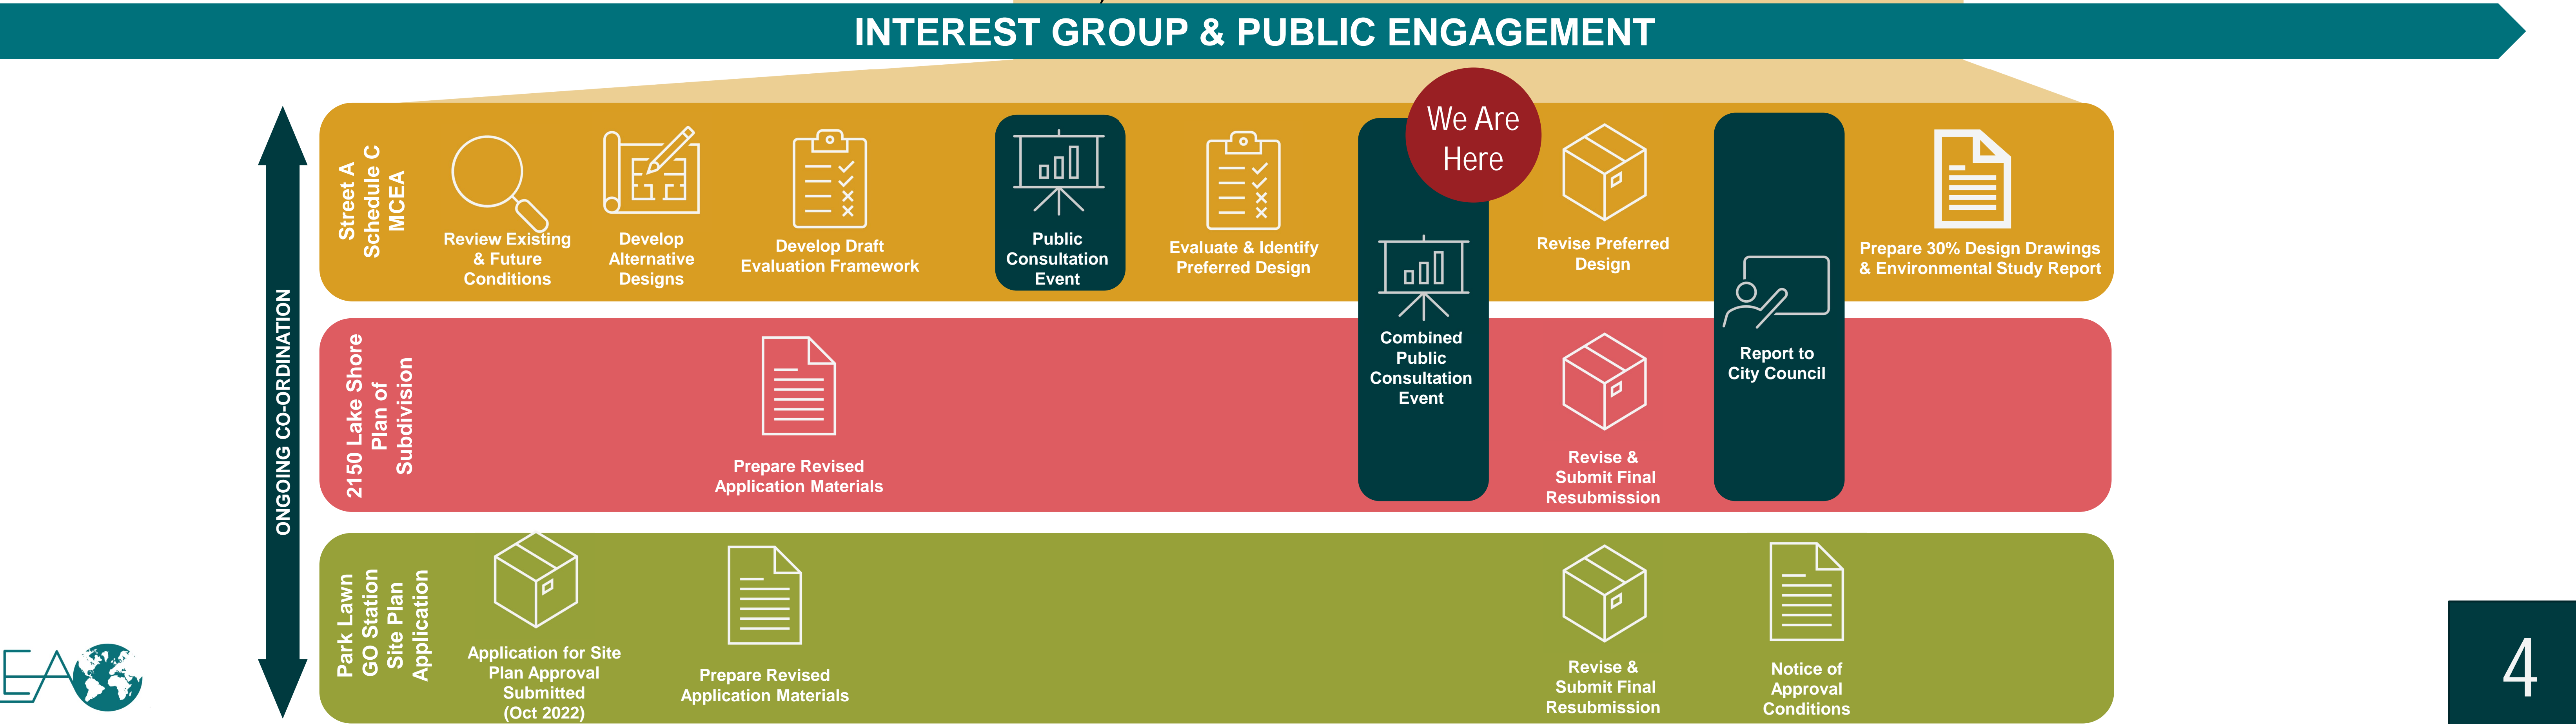 INTEREST GROUP & PUBLIC ENGAGEMENT
We Are
Here
ONGOING CO-ORDINATION
Street A
Schedule C
MCEA
Review Existing
& Future
Conditions
Develop
Alternative
Designs
Develop Draft
Evaluation Framework
Public
Consultation
Event
Evaluate & Identify
Preferred Design
Combined
Public
Consultation
Event
Revise Preferred
Design
Report to
City Council
Prepare 30% Design Drawings
& Environmental Study Report
2150 Lake Shore
Plan of
Subdivision
Prepare Revised
Application Materials
Revise &
Submit Final
Resubmission
Park Lawn
GO Station
Site Plan
Application
Application for Site
Plan Approval
Submitted
(Oct 2022)
Prepare Revised
Application Materials
Revise &
Submit Final
Resubmission
Notice of
Approval
Conditions
EA
4